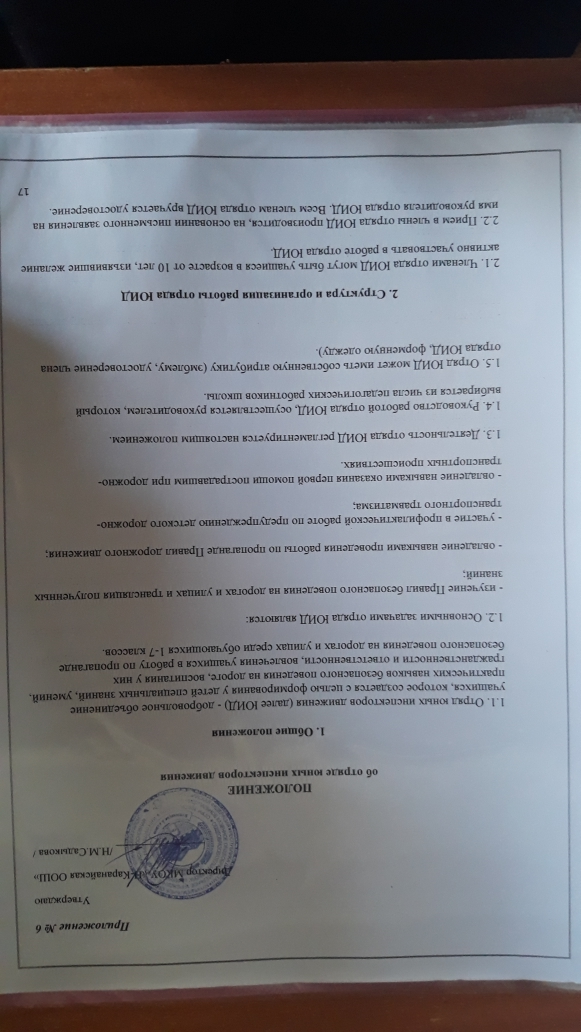 Приложение № 6
Утверждаю
Директор МКОУ «В-Каранайская ООШ»
/Н.М.Садыкова /
ПОЛОЖЕНИЕ
об отряде юных инспекторов движения
1. Общие положения
1.1. Отряд юных инспекторов движения (далее ЮИД) - добровольное объединение
учащихся, которое создается с целью формирования у детей специальных знаний, умений,
практических навыков безопасного поведения на дороге, воспитания у них
гражданственности и ответственности, вовлечения учащихся в работу по пропаганде
безопасного поведения на дорогах и улицах среди обучающихся 1-7 классов.
1.2. Основными задачами отряда ЮИД являются:
- изучение Правил безопасного поведения на дорогах и улицах и трансляция полученных
знаний;
- овладение навыками проведения работы по пропаганде Правил дорожного движения;
- участие в профилактической работе по предупреждению детского дорожно-
транспортного травматизма;
- овладение навыками оказания первой помощи пострадавшим при дорожно-
транспортных происшествиях.
1.3. Деятельность отряда ЮИД регламентируется настоящим положением.
1.4. Руководство работой отряда ЮИД, осуществляется руководителем, который
выбирается из числа педагогических работников школы.
1.5. Отряд ЮИД может иметь собственную атрибутику (эмблему, удостоверение члена
отряда ЮИД, форменную одежду).
2. Структура и организация работы отряда ЮИД
2.1. Членами отряда ЮИД могут быть учащиеся в возрасте от 10 лет, изъявившие желание
активно участвовать в работе отряда ЮИД.
2.2. Прием в члены отряда ЮИД производится, на основании письменного заявления на
имя руководителя отряда ЮИД. Всем членам отряда ЮИД вручается удостоверение.
17